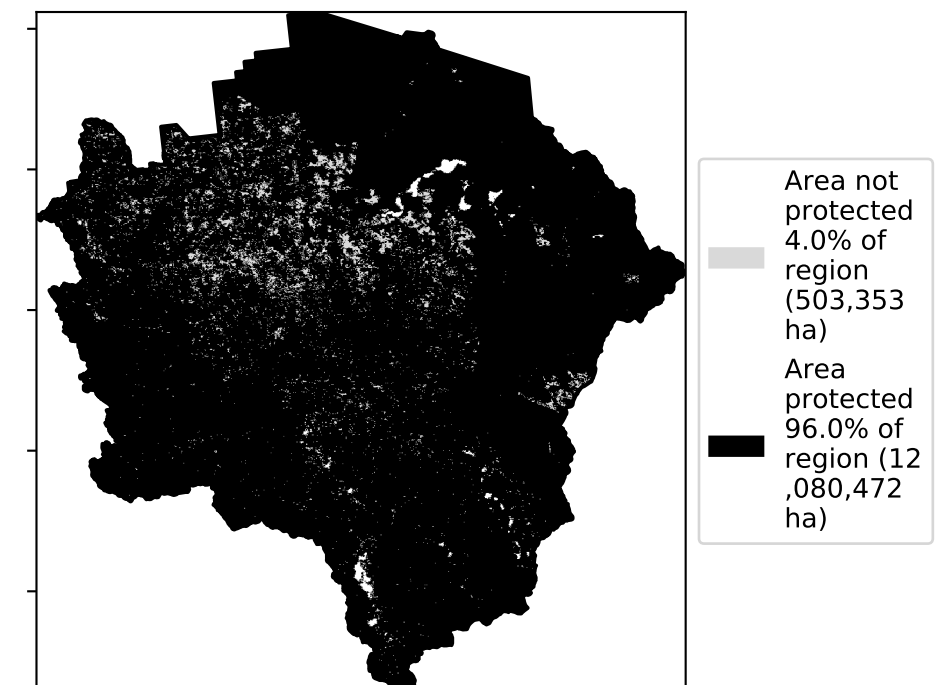 Area not
protected
4.0% of
region
(503,353
ha)
Area
protected
96.0% of
region (12
,080,472
ha)